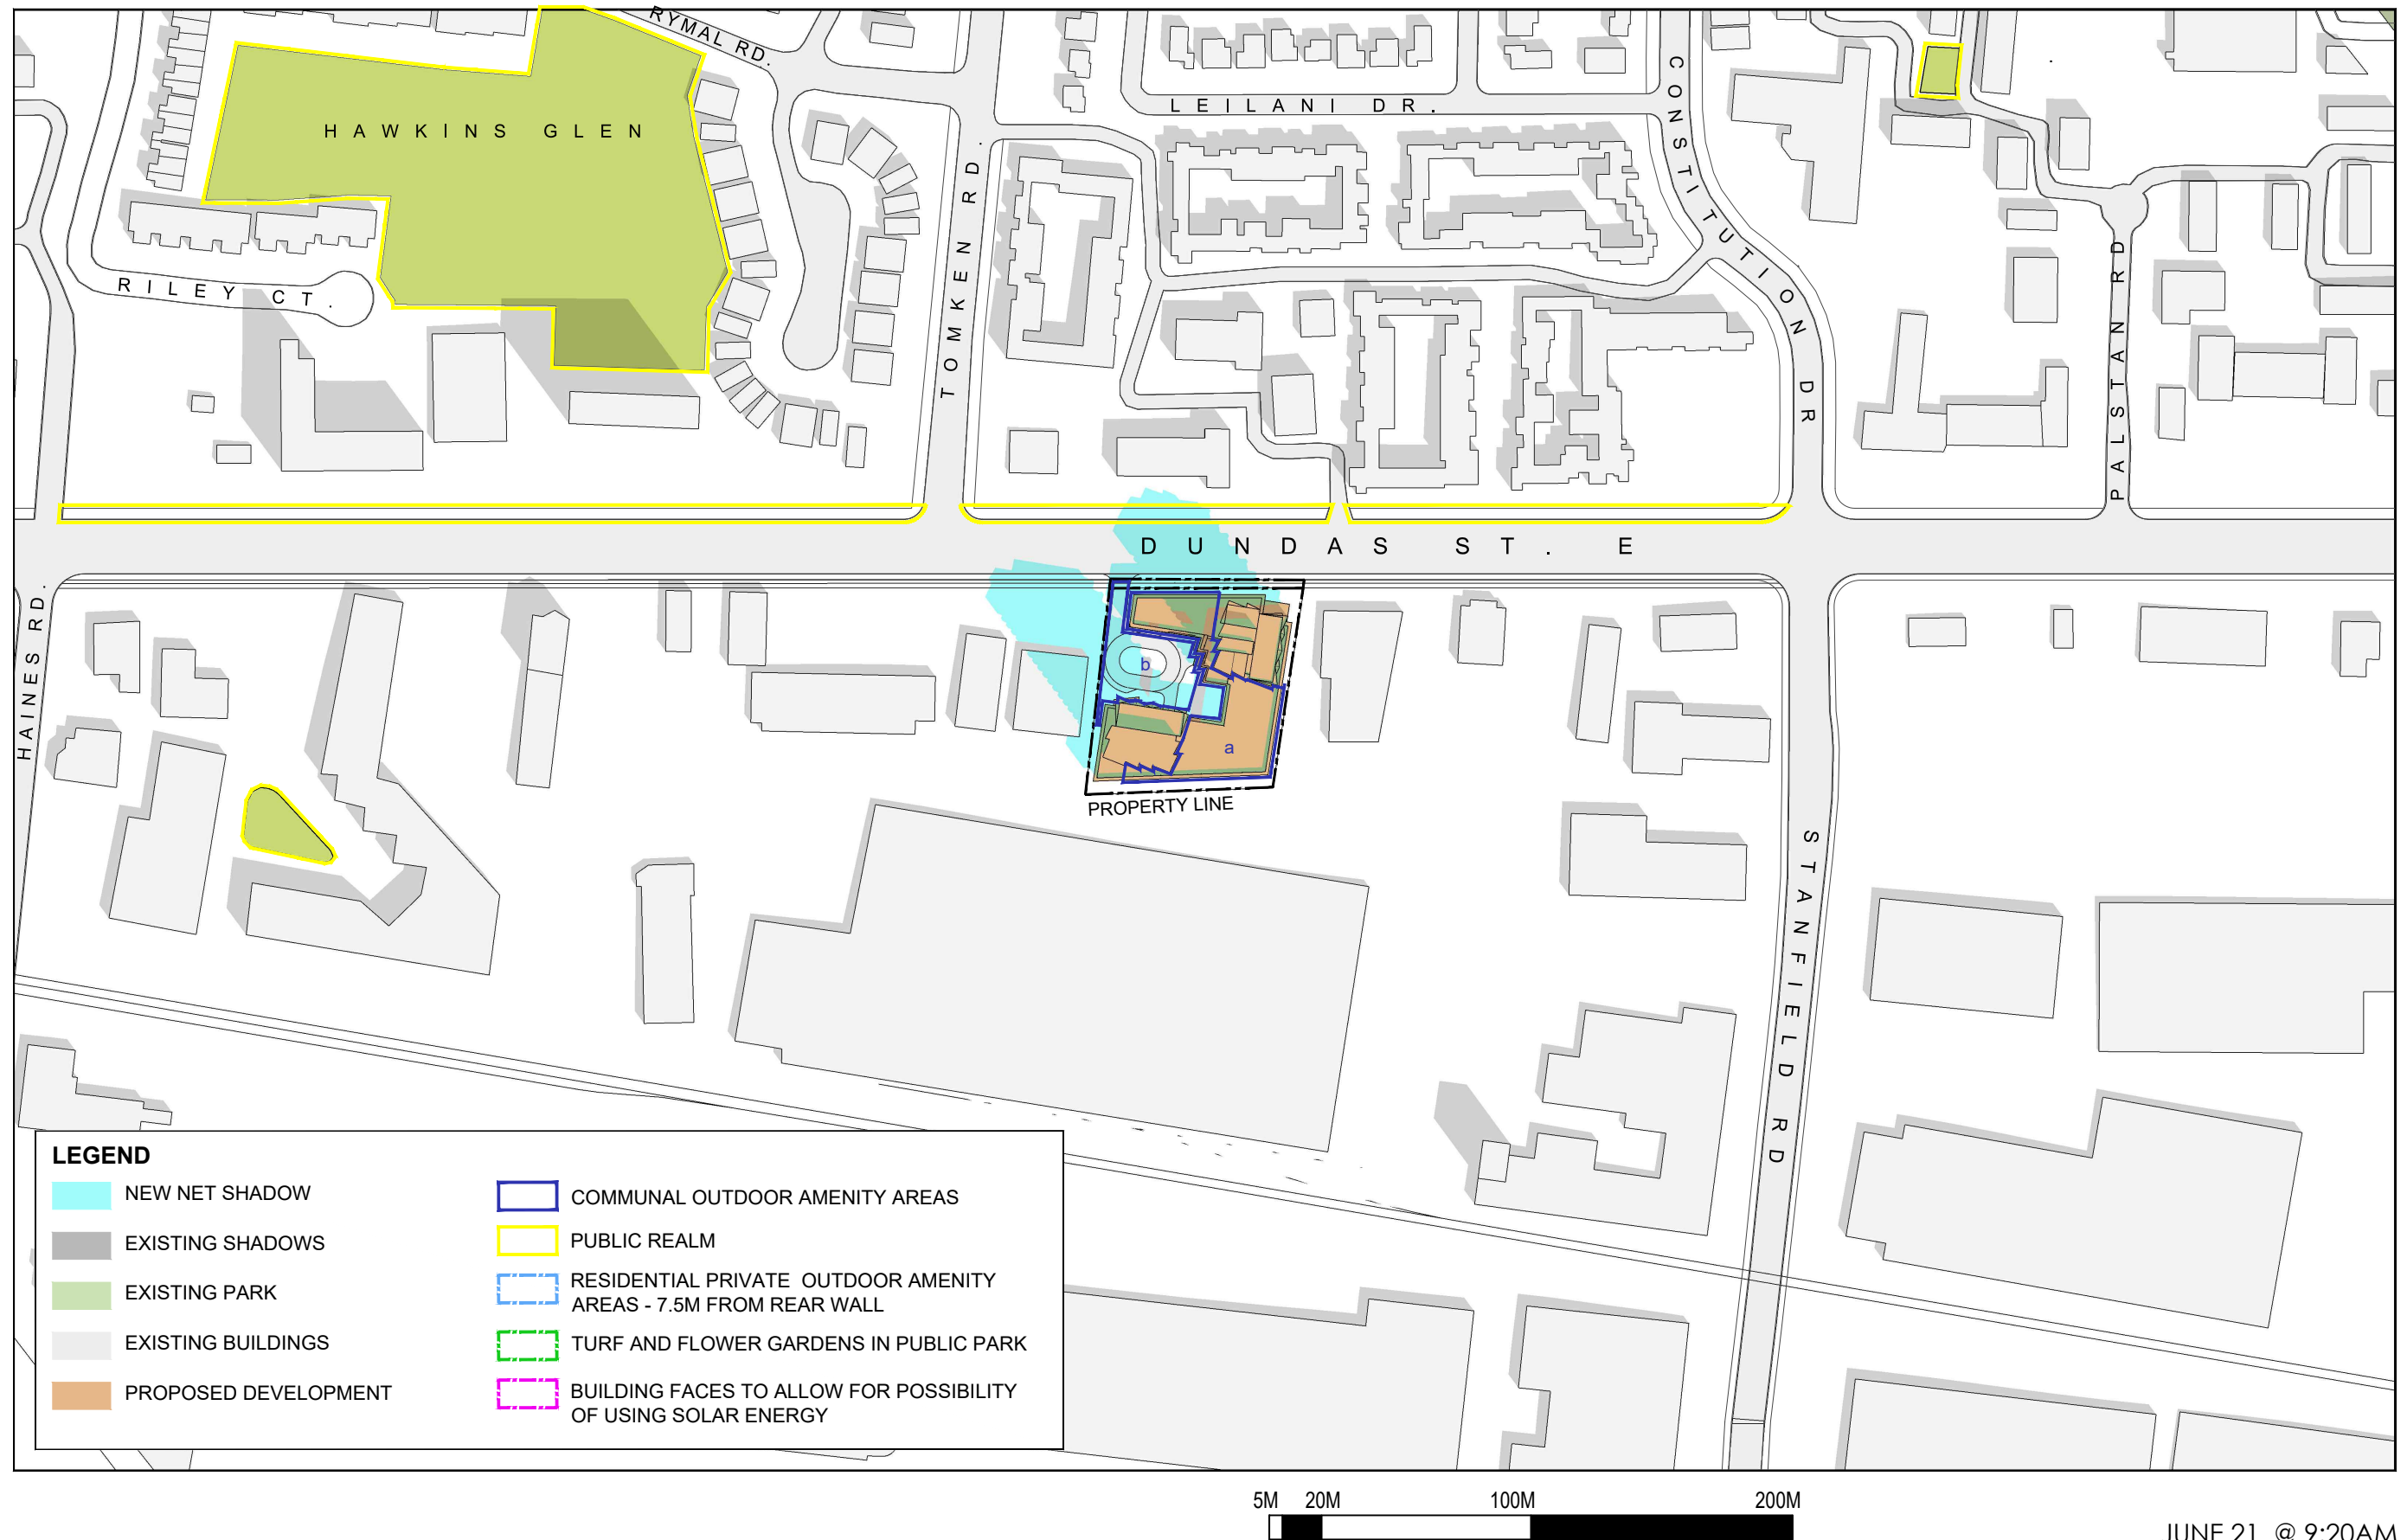 RYMAL RD.
HAWKINS GLEN
LEILANI DR.
CONSTITUTION DR
TOMKEN RD.
RILEY CT.
PALSTAN RD
DUNDAS ST. E
HAINES RD.
b
a
PROPERTY LINE
STANFIELD RD
LEGEND
NEW NET SHADOW
EXISTING SHADOWS
EXISTING PARK
EXISTING BUILDINGS
PROPOSED DEVELOPMENT
COMMUNAL OUTDOOR AMENITY AREAS
PUBLIC REALM
RESIDENTIAL PRIVATE OUTDOOR AMENITY
AREAS - 7.5M FROM REAR WALL
TURF AND FLOWER GARDENS IN PUBLIC PARK
BUILDING FACES TO ALLOW FOR POSSIBILITY
OF USING SOLAR ENERGY
5M 20M 100M 200M
JUNE 21 @ 9:20AM